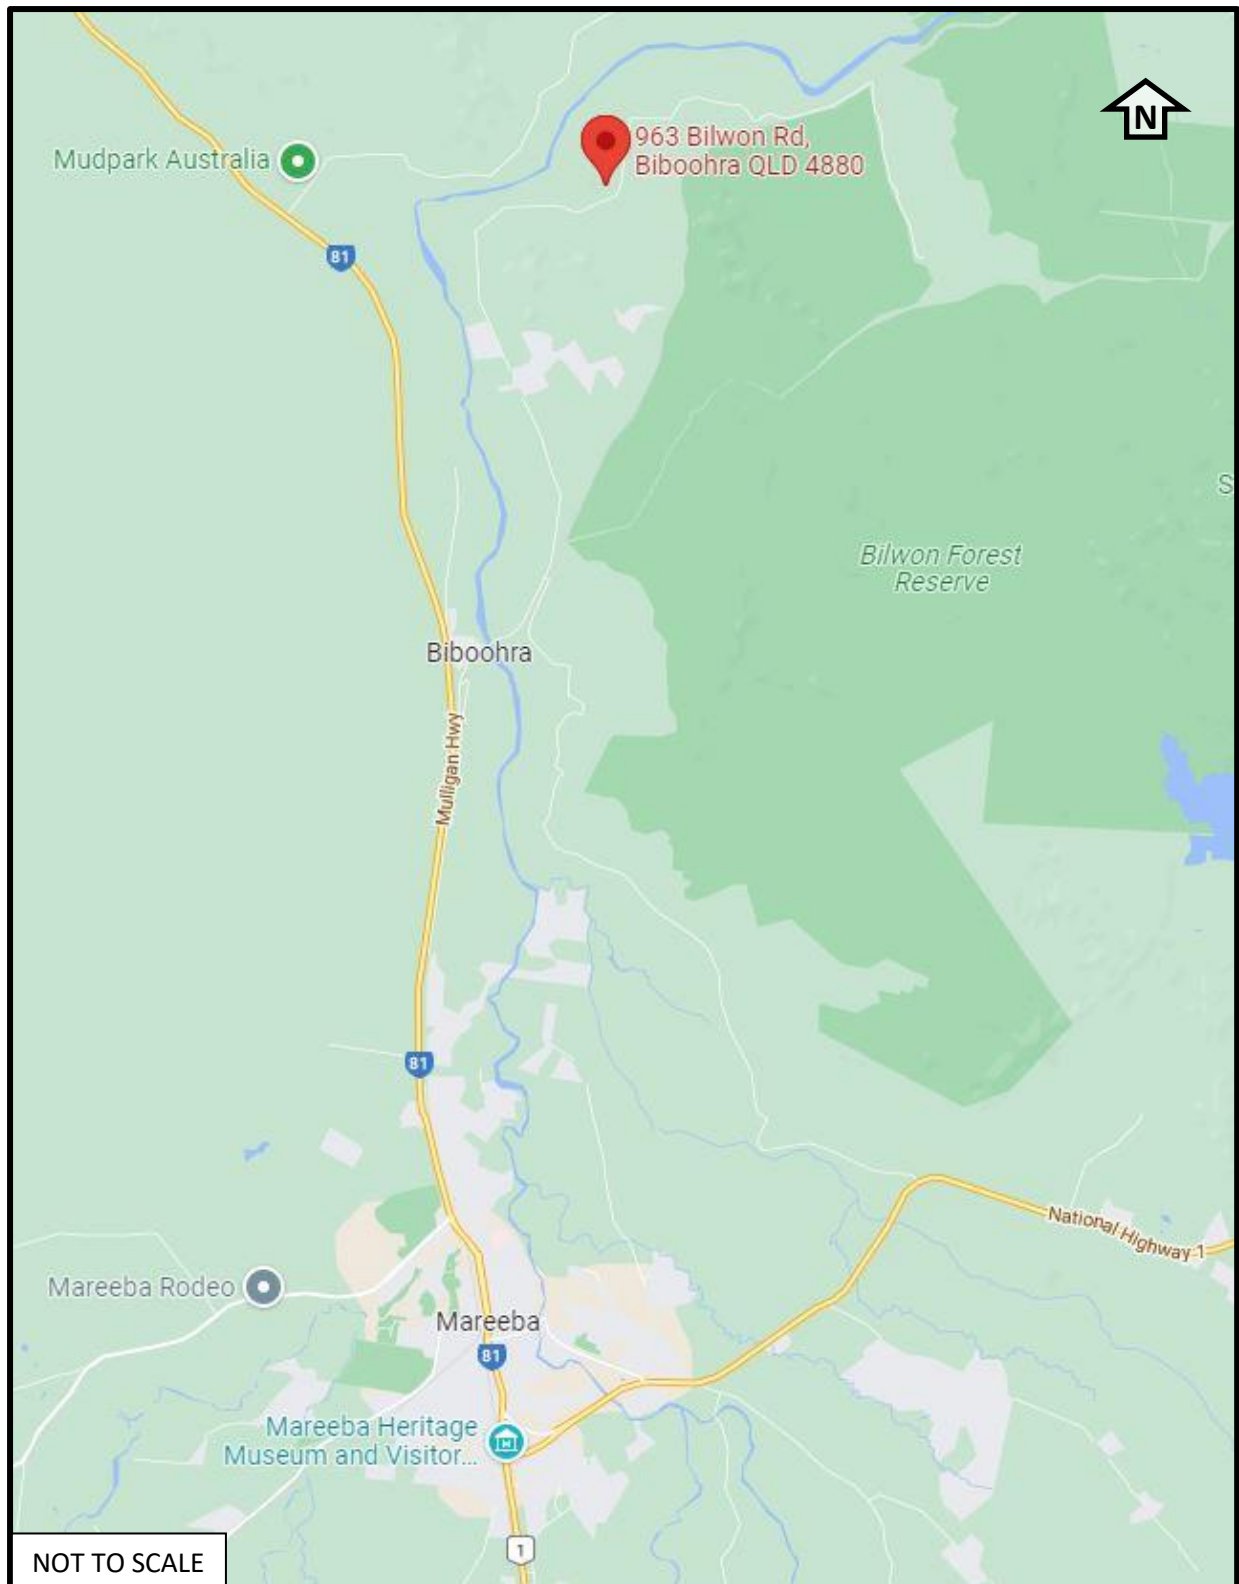 N
963 Bilwon Rd,
Biboohra QLD 4880
Mudpark Australia
81
S
Bilwon Forest
Reserve
Biboohra
Mulligan Hwy
81
National Highway 1
Mareeba Rodeo
Mareeba
81
Mareeba Heritage
Museum and Visitor...
1
NOT TO SCALE